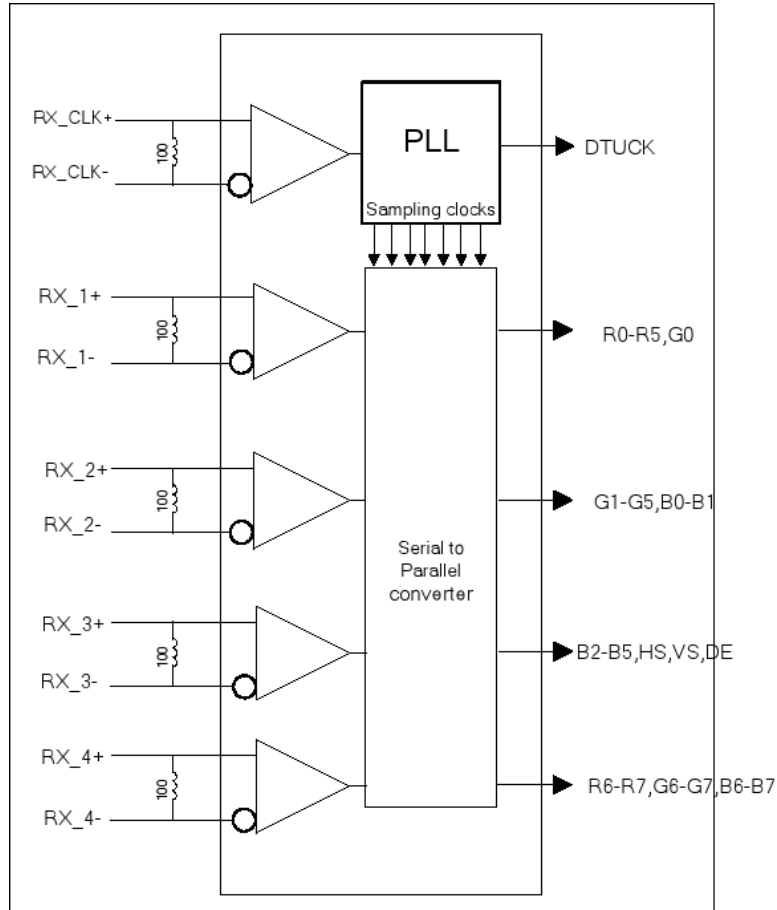 RX_CLK+
100
RX_CLK-
PLL
Sampling clocks
DTUCK
RX_1+
100
RX_1-
R0-R5,G0
RX_2+
100
RX_2-
G1-G5,B0-B1
Serial to
Parallel
converter
RX_3+
100
RX_3-
B2-B5,HS,VS,DE
RX_4+
100
RX_4-
R6-R7,G6-G7,B6-B7